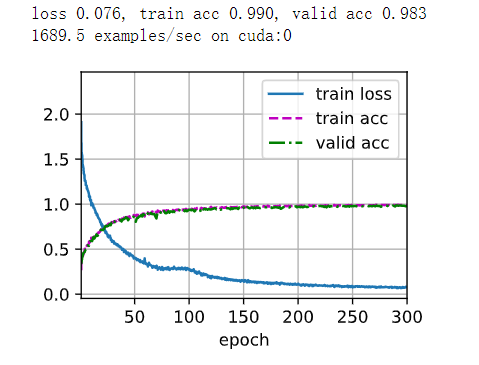 loss 0.076, train acc 0.990, valid acc 0.983
1689.5 examples/sec on cuda:0
train loss
train acc
valid acc
2.0
1.5
1.0
0.5
0.0
50 100 150 200 250 300
epoch